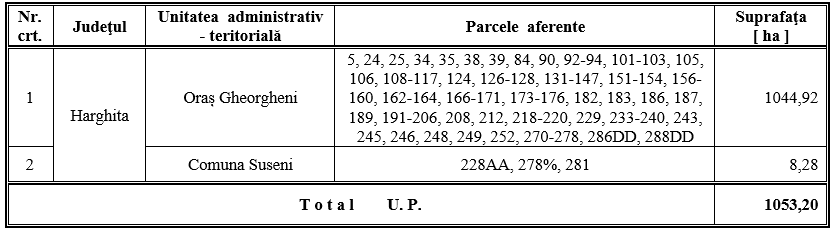 Nr. crt. | Judeţul | Unitatea administrativ - teritorială | Parcele aferente | Suprafaţa [ ha ]
1 | Harghita | Oraș Gheorgheni | 5, 24, 25, 34, 35, 38, 39, 84, 90, 92-94, 101-103, 105,
106, 108-117, 124, 126-128, 131-147, 151-154, 156-
160, 162-164, 166-171, 173-176, 182, 183, 186, 187,
189, 191-206, 208, 212, 218-220, 229, 233-240, 243,
245, 246, 248, 249, 252, 270-278, 286DD, 288DD | 1044,92
2 | Comuna Suseni | 228AA, 278%, 281 | 8,28
T o t a l U. P. | 1053,20